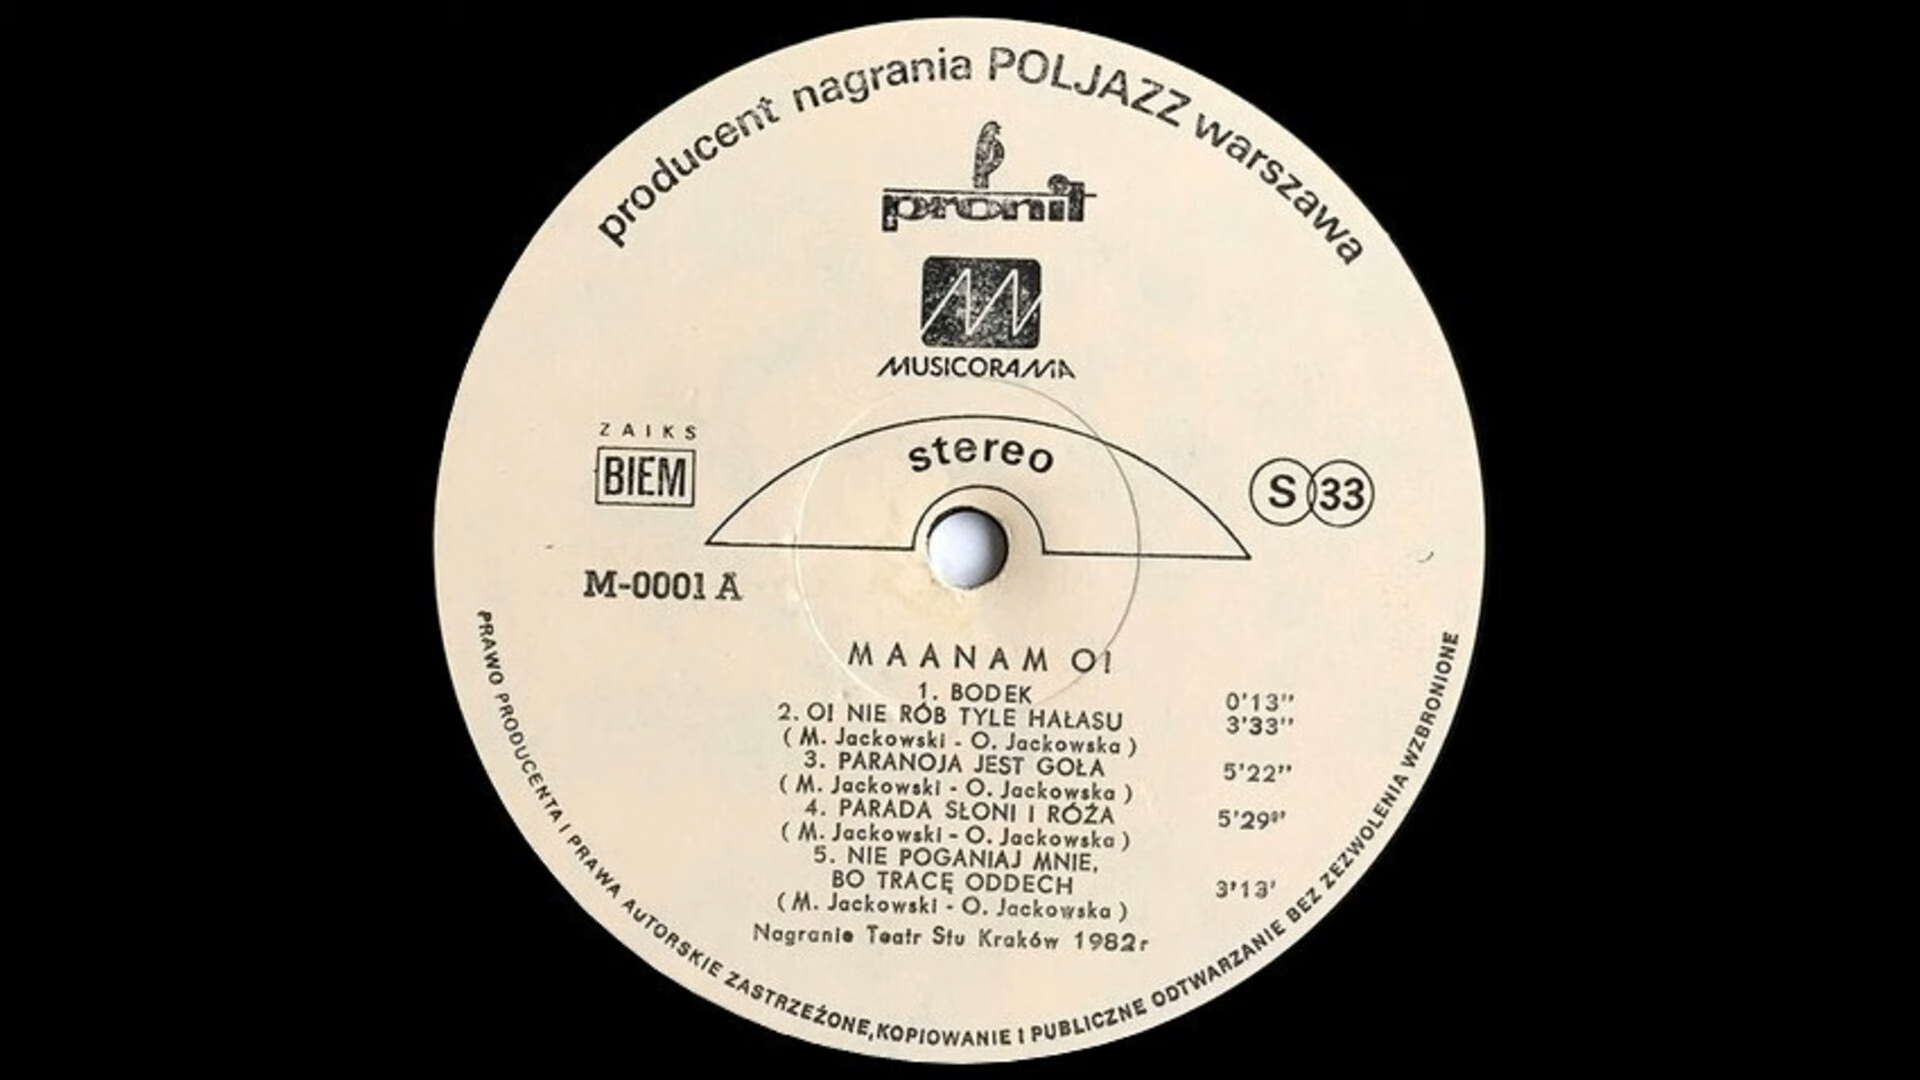 producent nagrania POLJAZZ warszawa
pronit
MUSICORAMA
ZAIKS
BIEM
stereo
S 33
M-0001 A
MAANAM O!
1. BODEK 0'13"
2. O! NIE RÓB TYLE HAŁASU 3'33"
( M. Jackowski - O. Jackowska )
3. PARANOJA JEST GOŁA 5'22"
( M. Jackowski - O. Jackowska )
4. PARADA SŁONI I RÓŻA 5'29"
( M. Jackowski - O. Jackowska )
5. NIE POGANIAJ MNIE,
BO TRACĘ ODDECH 3'13'
( M. Jackowski - O. Jackowska )
Nagranie Teatr Stu Kraków 1982r
PRAWO PRODUCENTA I PRAWA AUTORSKIE ZASTRZEŻONE, KOPIOWANIE I PUBLICZNE ODTWARZANIE BEZ ZEZWOLENIA WZBRONIONE